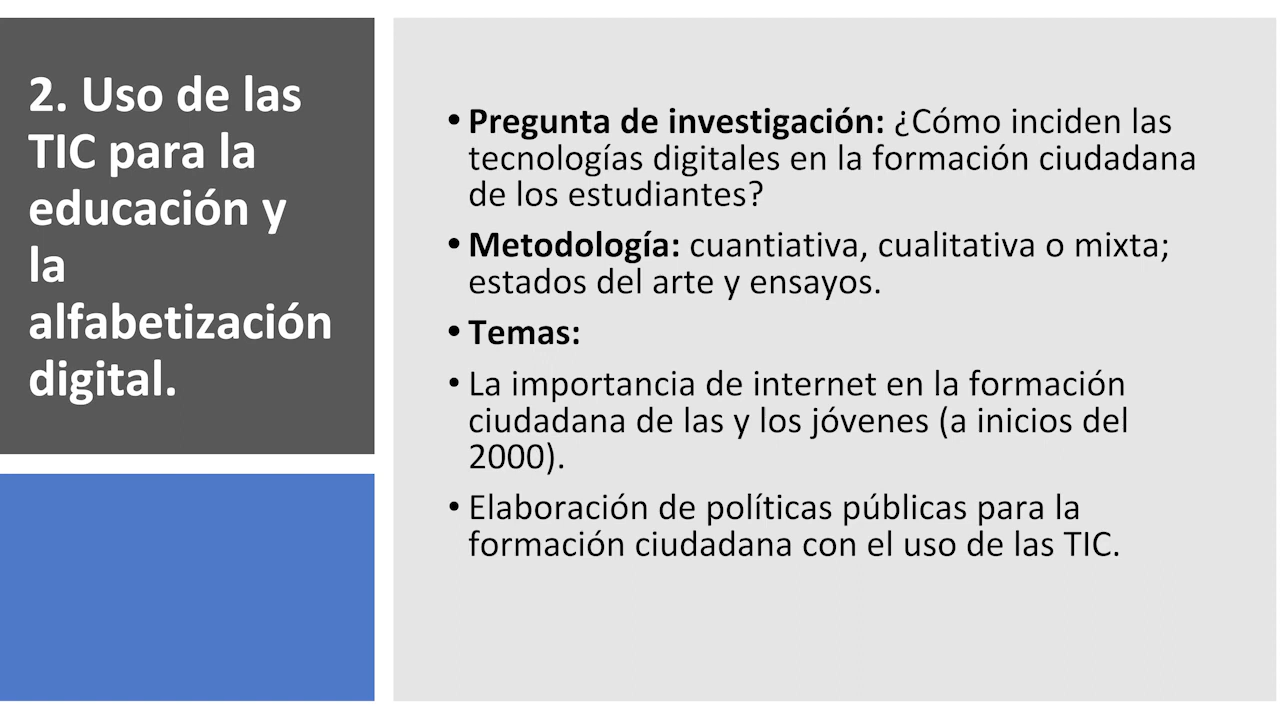 2. Uso de las
TIC para la
educación y
la
alfabetización
digital.
• Pregunta de investigación: ¿Cómo inciden las
tecnologías digitales en la formación ciudadana
de los estudiantes?
• Metodología: cuantiativa, cualitativa o mixta;
estados del arte y ensayos.
• Temas:
• La importancia de internet en la formación
ciudadana de las y los jóvenes (a inicios del
2000).
• Elaboración de políticas públicas para la
formación ciudadana con el uso de las TIC.